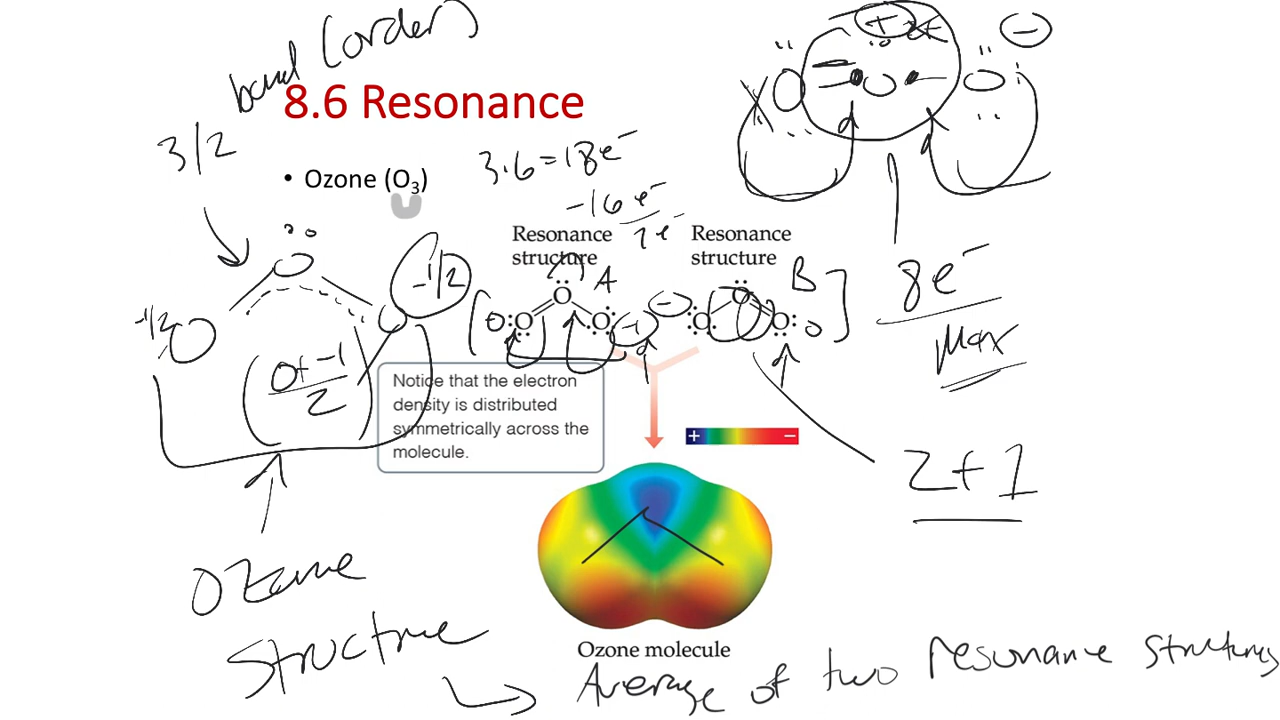 bond (order)
8.6 Resonance
3/2
• Ozone (O3)
3·6=18e-
-16e-
2e-
+
-
Resonance structure
Resonance structure
A
B
-1/2
-1/2
O
O
O
O:
O
O
O
-1
-
O
O
O:
O
O
O
O
8e-
Max
0+-1
2
Notice that the electron
density is distributed
symmetrically across the
molecule.
+ -
2+1
Ozone
Structure
Ozone molecule
Average of two resonance structures